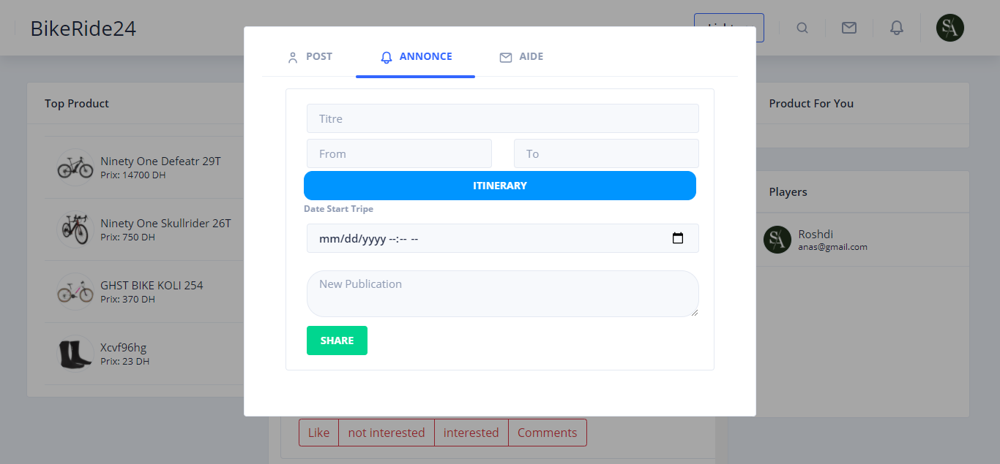 BikeRide24
Light
SA
POST
ANNONCE
AIDE
Titre
From
To
ITINERARY
Date Start Tripe
mm/dd/yyyy --:-- --
New Publication
SHARE
Top Product
Ninety One Defeatr 29T
Prix: 14700 DH
Ninety One Skullrider 26T
Prix: 750 DH
GHST BIKE KOLI 254
Prix: 370 DH
Xcvf96hg
Prix: 23 DH
Product For You
Players
SA
Roshdi
anas@gmail.com
Like
not interested
interested
Comments